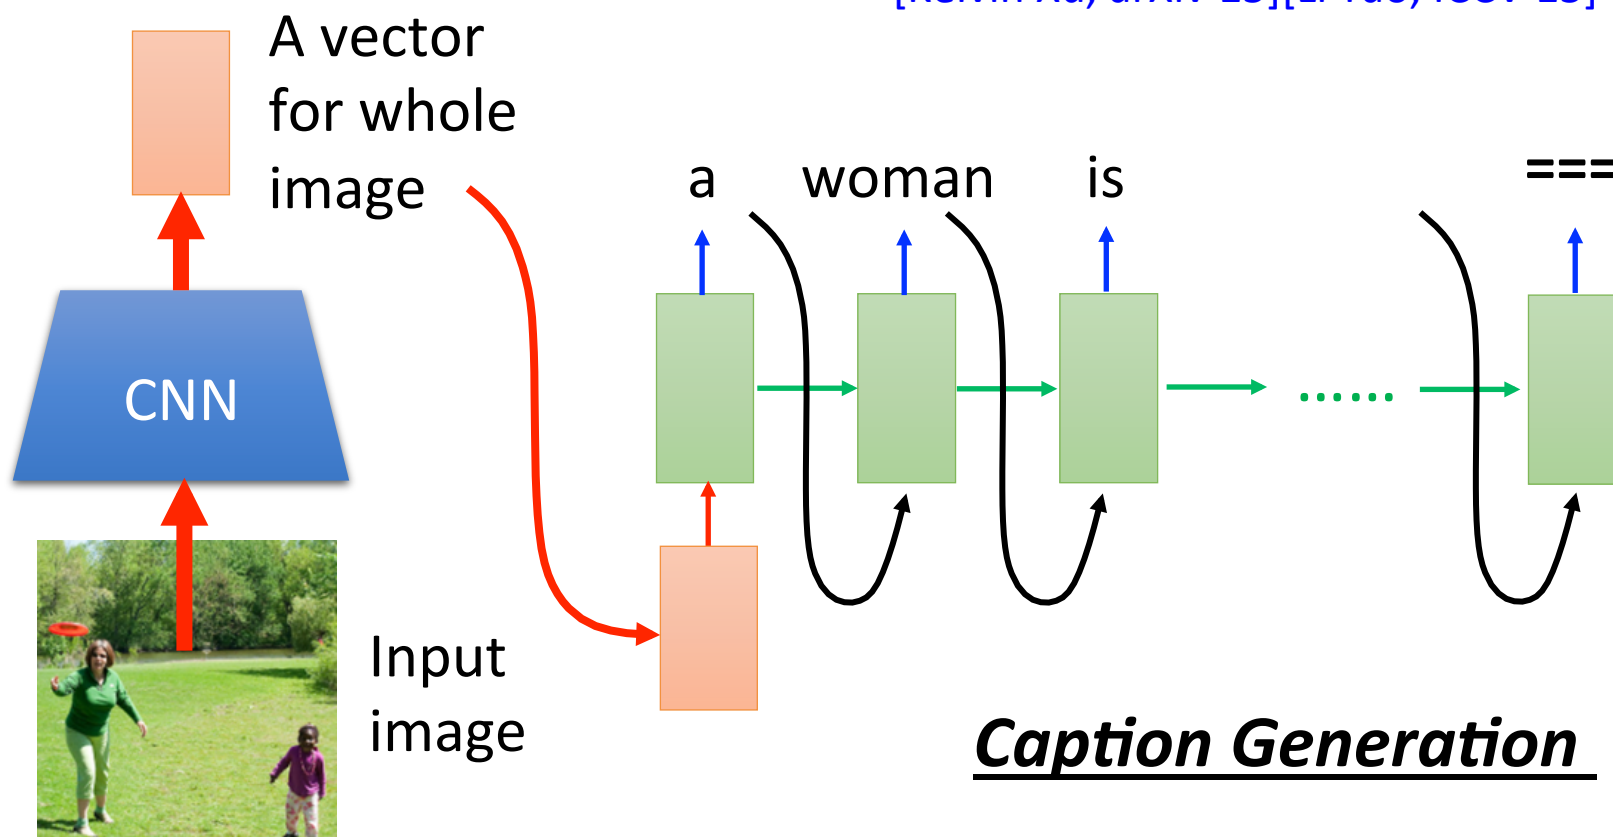 A vector
for whole
image
a woman is ===
CNN
......
Input
image
Caption Generation